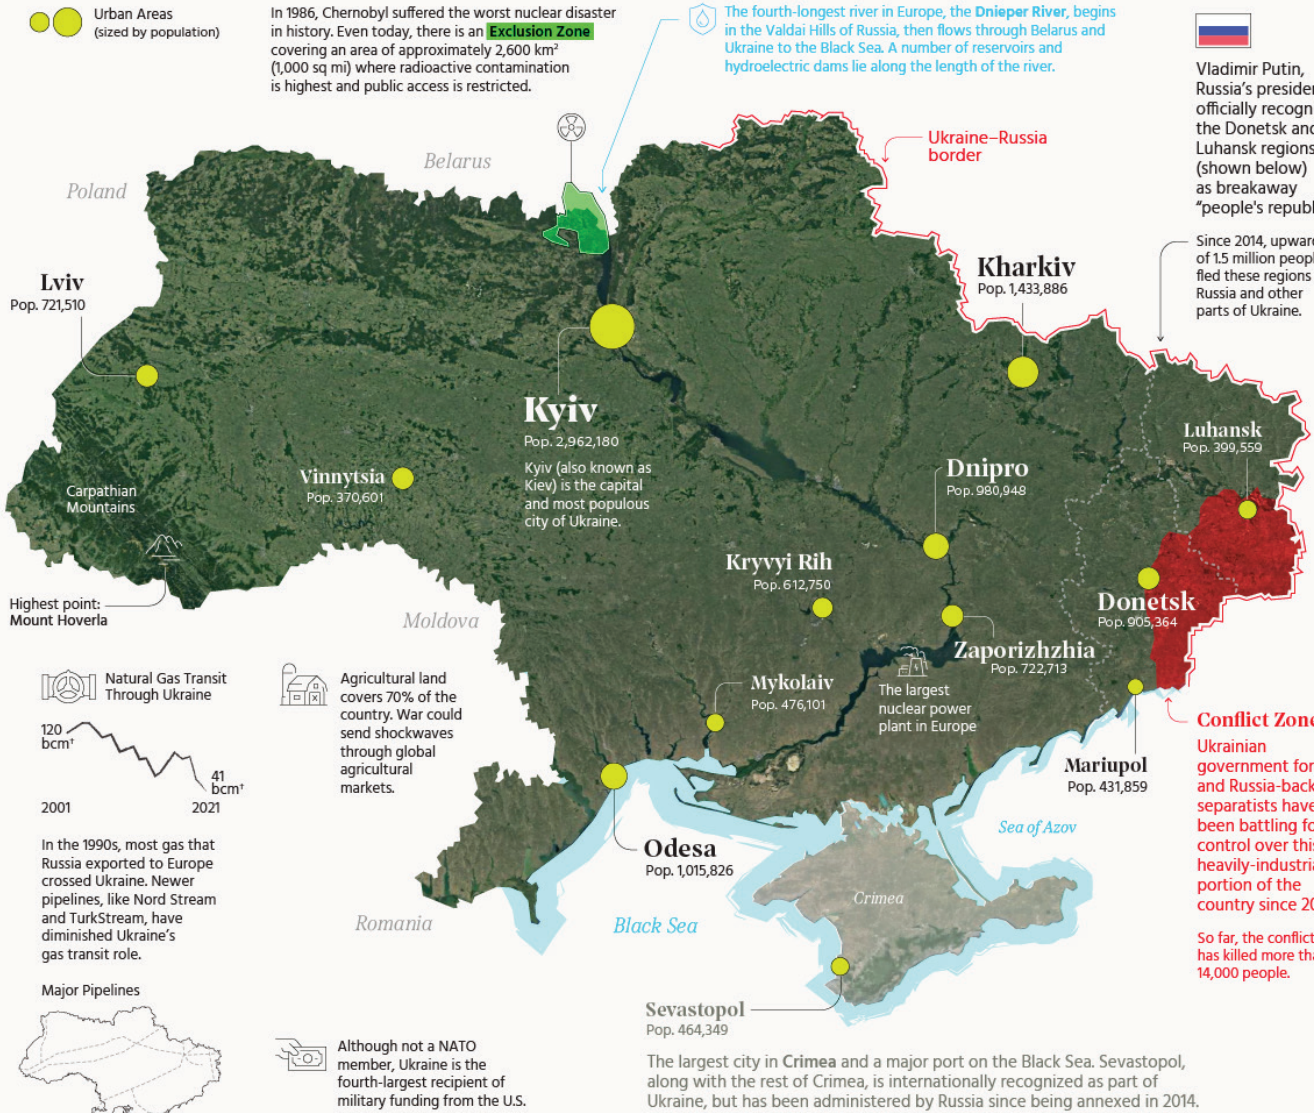 Urban Areas
(sized by population)
In 1986, Chernobyl suffered the worst nuclear disaster
in history. Even today, there is an Exclusion Zone
covering an area of approximately 2,600 km²
(1,000 sq mi) where radioactive contamination
is highest and public access is restricted.
The fourth-longest river in Europe, the Dnieper River, begins
in the Valdai Hills of Russia, then flows through Belarus and
Ukraine to the Black Sea. A number of reservoirs and
hydroelectric dams lie along the length of the river.
Vladimir Putin,
Russia's presiden
officially recogn
the Donetsk and
Luhansk regions
(shown below)
as breakaway
"people's republ
Since 2014, upward
of 1.5 million peopl
fled these regions
Russia and other
parts of Ukraine.
Ukraine–Russia
border
Belarus
Poland
Lviv
Pop. 721,510
Kharkiv
Pop. 1,433,886
Kyiv
Pop. 2,962,180
Kyiv (also known as
Kiev) is the capital
and most populous
city of Ukraine.
Luhansk
Pop. 399,559
Vinnytsia
Pop. 370,601
Dnipro
Pop. 980,948
Carpathian
Mountains
Kryvyi Rih
Pop. 612,750
Donetsk
Pop. 905,364
Highest point:
Mount Hoverla
Moldova
Zaporizhzhia
Pop. 722,713
Mykolaiv
Pop. 476,101
The largest
nuclear power
plant in Europe
Natural Gas Transit
Through Ukraine
120
bcm†
41
bcm†
2001
2021
Agricultural land
covers 70% of the
country. War could
send shockwaves
through global
agricultural
markets.
Conflict Zone
Ukrainian
government for
and Russia-back
separatists have
been battling fo
control over this
heavily-industria
portion of the
country since 20
So far, the conflict
has killed more tha
14,000 people.
Mariupol
Pop. 431,859
Sea of Azov
Odesa
Pop. 1,015,826
In the 1990s, most gas that
Russia exported to Europe
crossed Ukraine. Newer
pipelines, like Nord Stream
and TurkStream, have
diminished Ukraine's
gas transit role.
Romania
Black Sea
Crimea
Major Pipelines
Sevastopol
Pop. 464,349
The largest city in Crimea and a major port on the Black Sea. Sevastopol,
along with the rest of Crimea, is internationally recognized as part of
Ukraine, but has been administered by Russia since being annexed in 2014.
Although not a NATO
member, Ukraine is the
fourth-largest recipient of
military funding from the U.S.